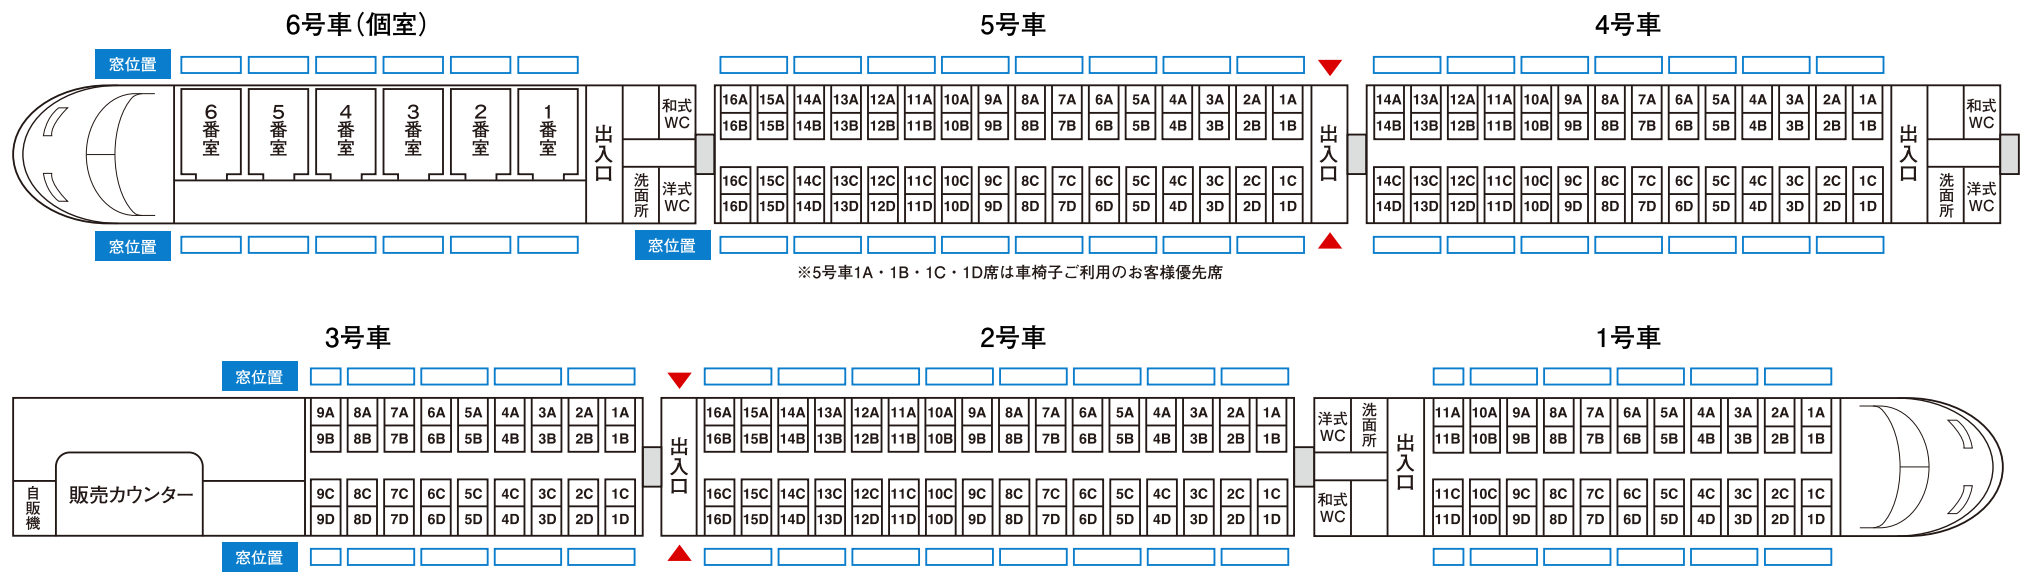 6号車（個室）
5号車
4号車
窓位置
6番室 5番室 4番室 3番室 2番室 1番室
出入口
和式WC
洗面所
洋式WC
16A 15A 14A 13A 12A 11A 10A 9A 8A 7A 6A 5A 4A 3A 2A 1A
16B 15B 14B 13B 12B 11B 10B 9B 8B 7B 6B 5B 4B 3B 2B 1B
16C 15C 14C 13C 12C 11C 10C 9C 8C 7C 6C 5C 4C 3C 2C 1C
16D 15D 14D 13D 12D 11D 10D 9D 8D 7D 6D 5D 4D 3D 2D 1D
出入口
14A 13A 12A 11A 10A 9A 8A 7A 6A 5A 4A 3A 2A 1A
14B 13B 12B 11B 10B 9B 8B 7B 6B 5B 4B 3B 2B 1B
14C 13C 12C 11C 10C 9C 8C 7C 6C 5C 4C 3C 2C 1C
14D 13D 12D 11D 10D 9D 8D 7D 6D 5D 4D 3D 2D 1D
出入口
和式WC
洗面所
洋式WC
窓位置
窓位置
※5号車1A・1B・1C・1D席は車椅子ご利用のお客様優先席
3号車
2号車
1号車
窓位置
自販機
販売カウンター
9A 8A 7A 6A 5A 4A 3A 2A 1A
9B 8B 7B 6B 5B 4B 3B 2B 1B
9C 8C 7C 6C 5C 4C 3C 2C 1C
9D 8D 7D 6D 5D 4D 3D 2D 1D
出入口
16A 15A 14A 13A 12A 11A 10A 9A 8A 7A 6A 5A 4A 3A 2A 1A
16B 15B 14B 13B 12B 11B 10B 9B 8B 7B 6B 5B 4B 3B 2B 1B
16C 15C 14C 13C 12C 11C 10C 9C 8C 7C 6C 5C 4C 3C 2C 1C
16D 15D 14D 13D 12D 11D 10D 9D 8D 7D 6D 5D 4D 3D 2D 1D
洋式WC
洗面所
和式WC
出入口
11A 10A 9A 8A 7A 6A 5A 4A 3A 2A 1A
11B 10B 9B 8B 7B 6B 5B 4B 3B 2B 1B
11C 10C 9C 8C 7C 6C 5C 4C 3C 2C 1C
11D 10D 9D 8D 7D 6D 5D 4D 3D 2D 1D
窓位置